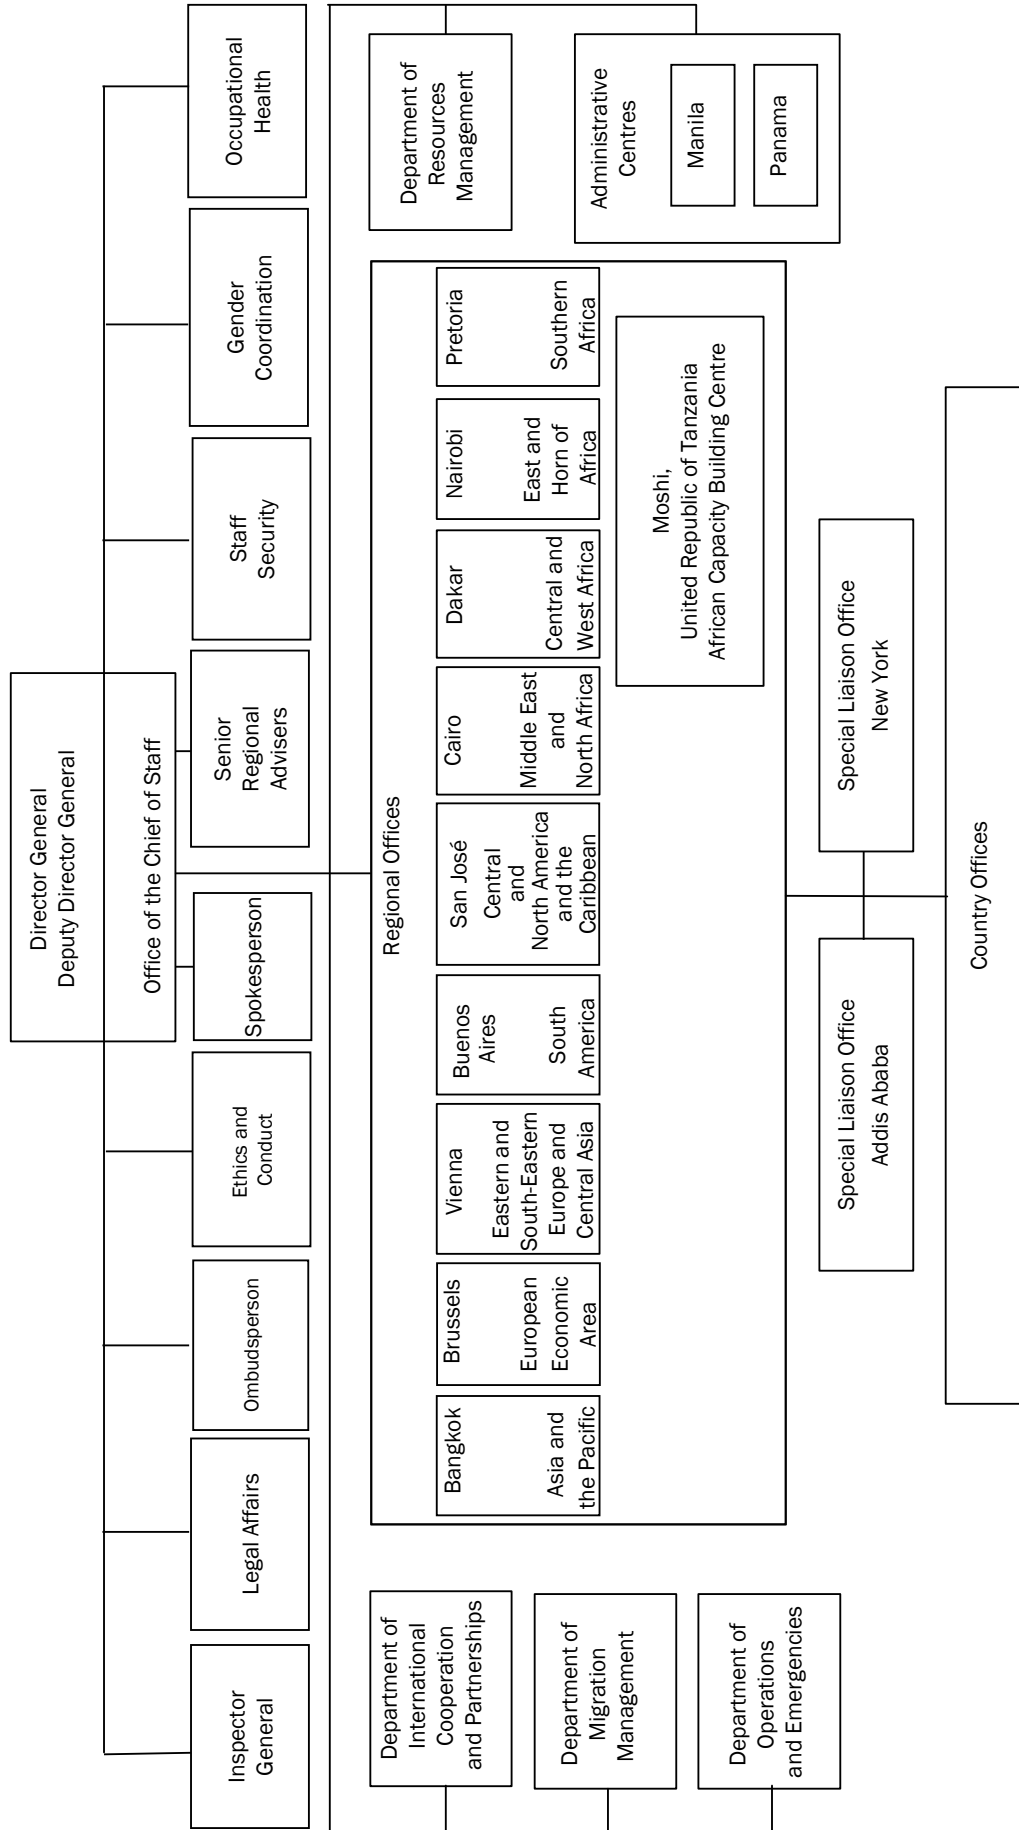 Director General
Deputy Director General
Office of the Chief of Staff
Inspector
General
Legal Affairs
Ombudsperson
Ethics and
Conduct
Spokesperson
Senior
Regional
Advisers
Staff
Security
Gender
Coordination
Occupational
Health
Department of
International
Cooperation
and Partnerships
Department of
Migration
Management
Department of
Operations
and Emergencies
Regional Offices
Bangkok
Asia and
the Pacific
Brussels
European
Economic
Area
Vienna
Eastern and
South-Eastern
Europe and
Central Asia
Buenos
Aires
South
America
San José
Central
and
North America
and the
Caribbean
Cairo
Middle East
and
North Africa
Dakar
Central and
West Africa
Nairobi
East and
Horn of
Africa
Pretoria
Southern
Africa
Moshi,
United Republic of Tanzania
African Capacity Building Centre
Department of
Resources
Management
Administrative
Centres
Manila
Panama
Special Liaison Office
Addis Ababa
Special Liaison Office
New York
Country Offices